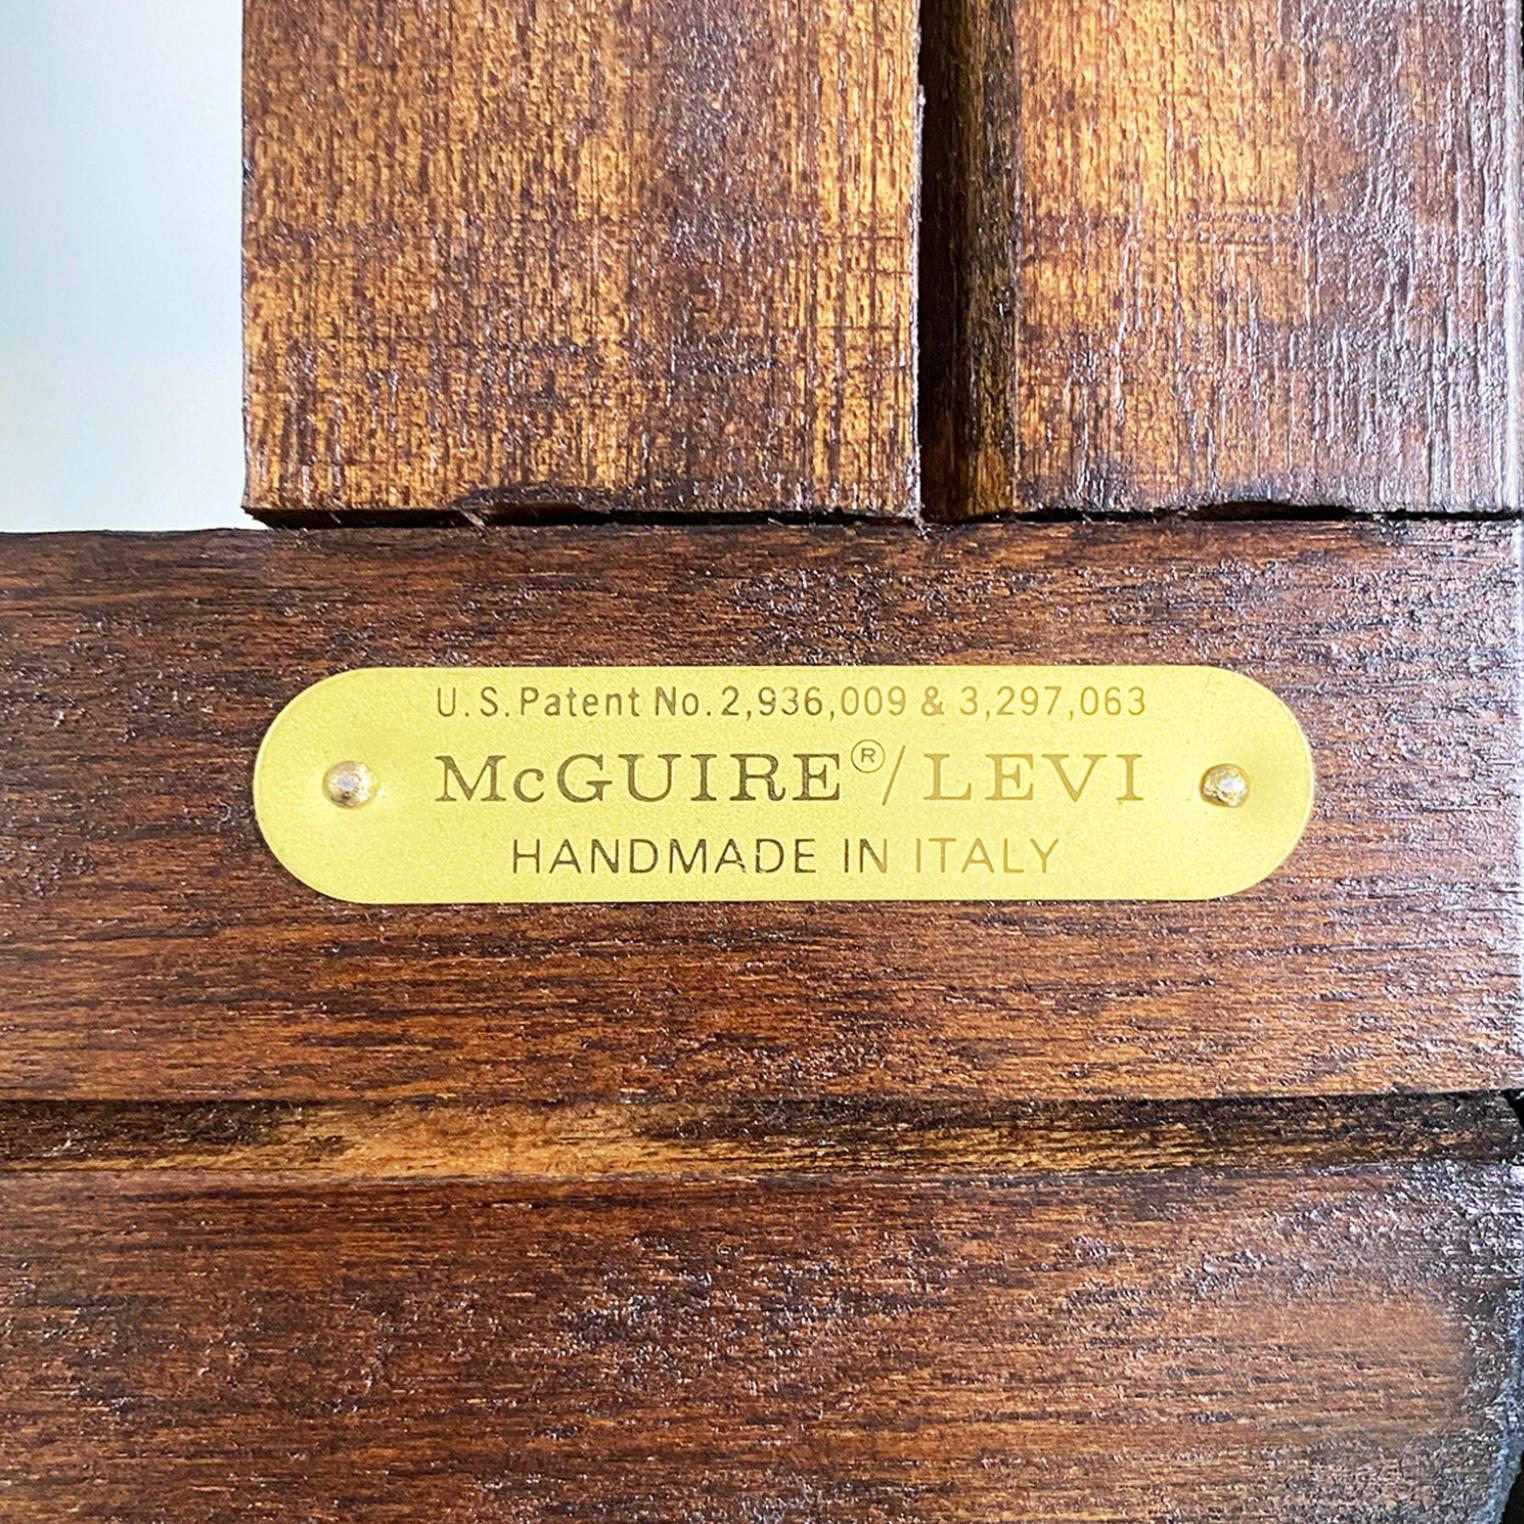 U.S. Patent No. 2,936,009 & 3,297,063
McGUIRE®/LEVI
HANDMADE IN ITALY